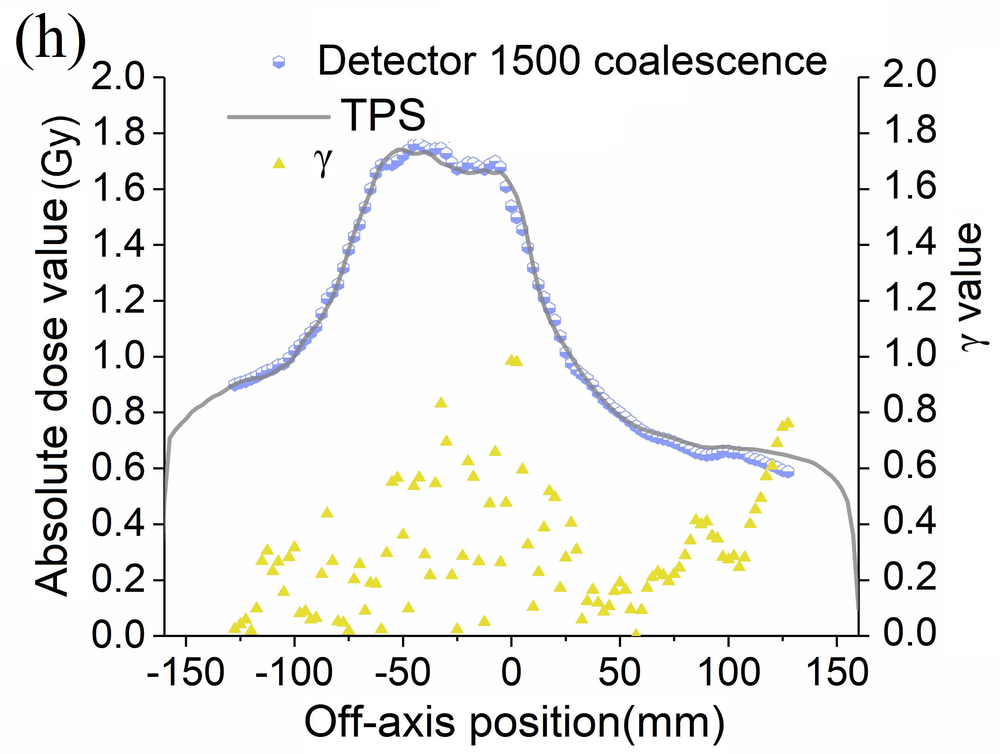 (h)
Detector 1500 coalescence
TPS
γ
Absolute dose value (Gy)
2.0
1.8
1.6
1.4
1.2
1.0
0.8
0.6
0.4
0.2
0.0
2.0
1.8
1.6
1.4
1.2
1.0
0.8
0.6
0.4
0.2
0.0
γ value
-150 -100 -50 0 50 100 150
Off-axis position(mm)